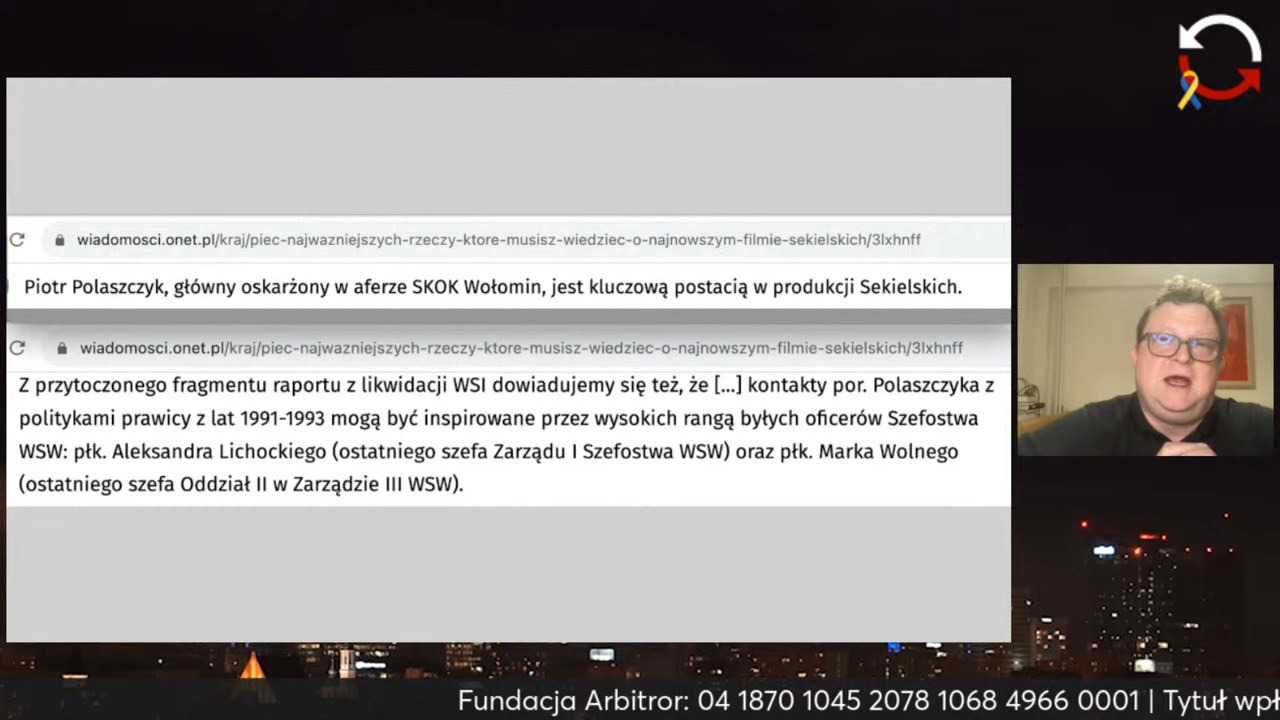 wiadomosci.onet.pl/kraj/piec-najwazniejszych-rzeczy-ktore-musisz-wiedziec-o-najnowszym-filmie-sekielskich/3lxhnff
Piotr Polaszczyk, główny oskarżony w aferze SKOK Wołomin, jest kluczową postacią w produkcji Sekielskich.
wiadomosci.onet.pl/kraj/piec-najwazniejszych-rzeczy-ktore-musisz-wiedziec-o-najnowszym-filmie-sekielskich/3lxhnff
Z przytoczonego fragmentu raportu z likwidacji WSI dowiadujemy się też, że [...] kontakty por. Polaszczyka z
politykami prawicy z lat 1991-1993 mogą być inspirowane przez wysokich rangą byłych oficerów Szefostwa
WSW: płk. Aleksandra Lichockiego (ostatniego szefa Zarządu I Szefostwa WSW) oraz płk. Marka Wolnego
(ostatniego szefa Oddział II w Zarządzie III WSW).
Fundacja Arbitror: 04 1870 1045 2078 1068 4966 0001 | Tytuł wpł